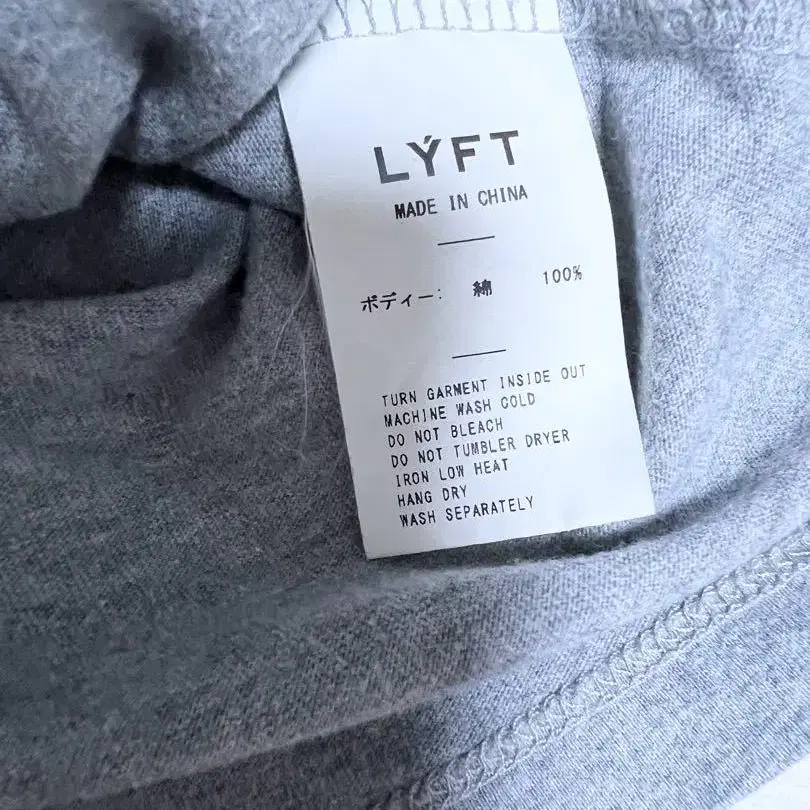 LÝFT
MADE IN CHINA
ボディー: 綿 100%
TURN GARMENT INSIDE OUT
MACHINE WASH COLD
DO NOT BLEACH
DO NOT TUMBLER DRYER
IRON LOW HEAT
HANG DRY
WASH SEPARATELY